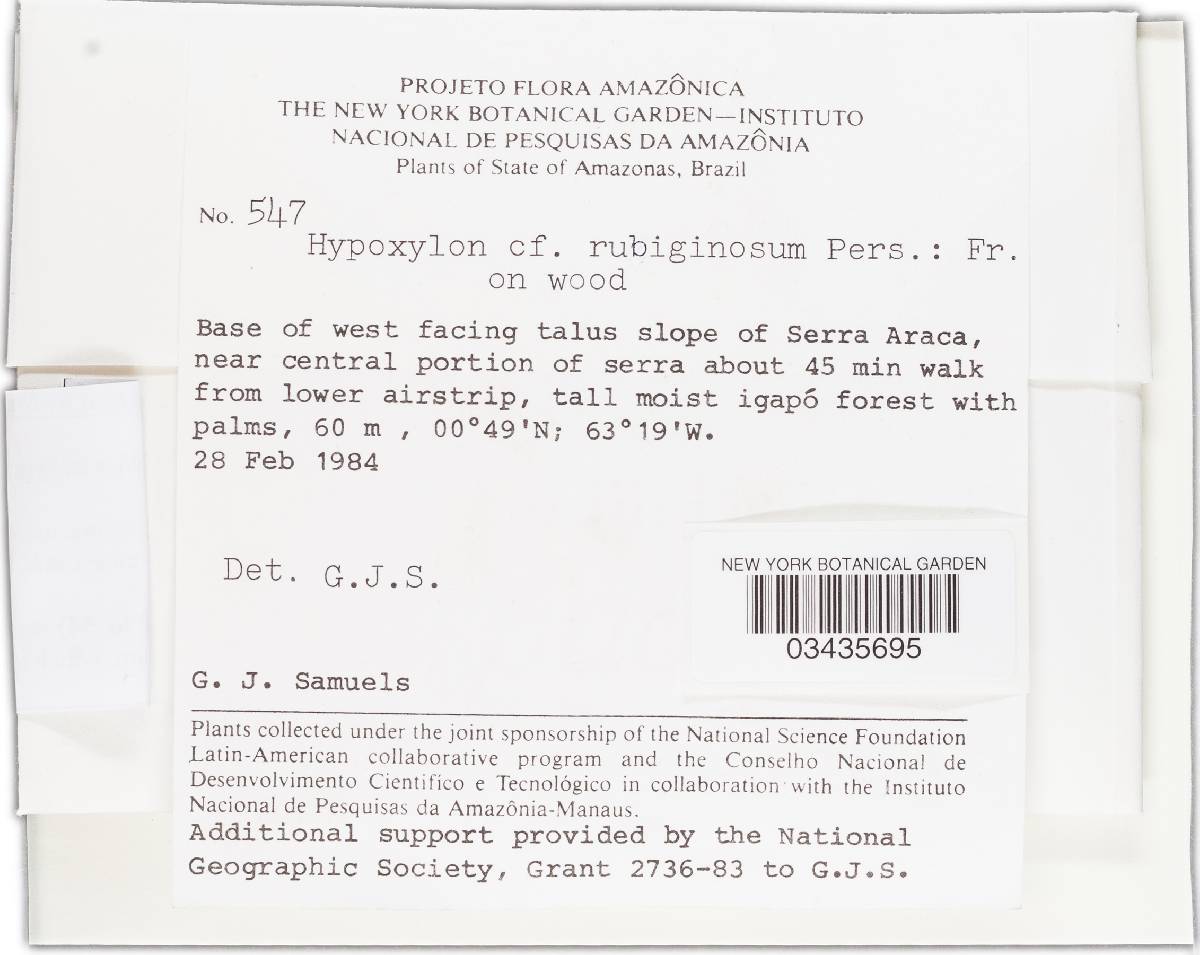 PROJETO FLORA AMAZÔNICA
THE NEW YORK BOTANICAL GARDEN—INSTITUTO
NACIONAL DE PESQUISAS DA AMAZÔNIA
Plants of State of Amazonas, Brazil
No. 547
Hypoxylon cf. rubiginosum Pers.: Fr.
on wood
Base of west facing talus slope of Serra Araca,
near central portion of serra about 45 min walk
from lower airstrip, tall moist igapó forest with
palms, 60 m , 00°49'N; 63°19'W.
28 Feb 1984
Det. G.J.S.
NEW YORK BOTANICAL GARDEN
03435695
G. J. Samuels
Plants collected under the joint sponsorship of the National Science Foundation
Latin-American collaborative program and the Conselho Nacional de
Desenvolvimento Cientifico e Tecnológico in collaboration with the Instituto
Nacional de Pesquisas da Amazônia-Manaus.
Additional support provided by the National
Geographic Society, Grant 2736-83 to G.J.S.